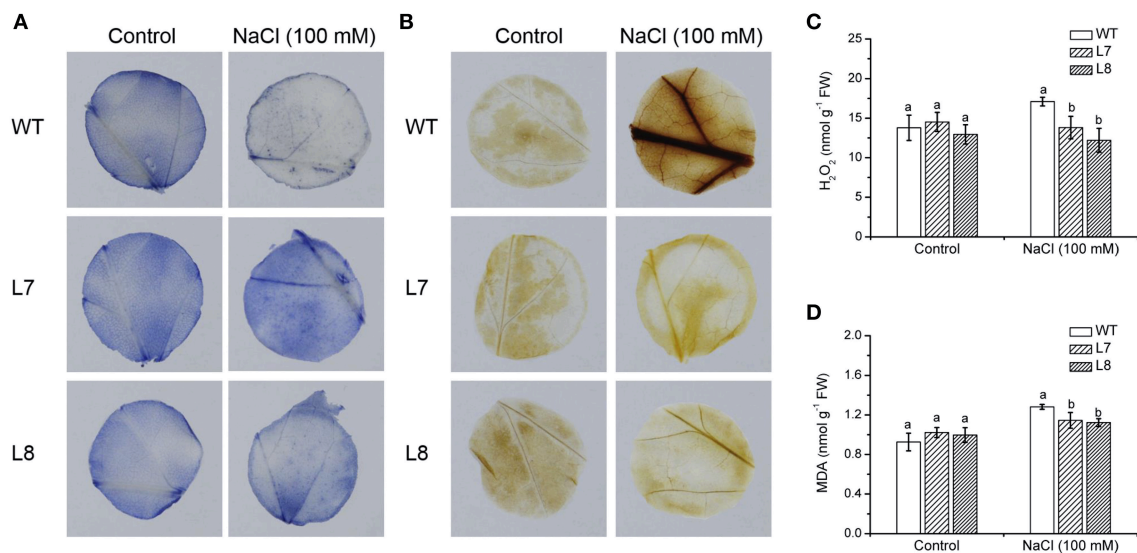 A
Control NaCl (100 mM)
WT
L7
L8
B
Control NaCl (100 mM)
WT
L7
L8
C
WT
L7
L8
H₂O₂ (nmol g⁻¹ FW)
25
20
15
10
5
0
a a a
a b b
Control NaCl (100 mM)
D
WT
L7
L8
MDA (nmol g⁻¹ FW)
2.0
1.6
1.2
0.8
0.4
0.0
a a a
a b b
Control NaCl (100 mM)